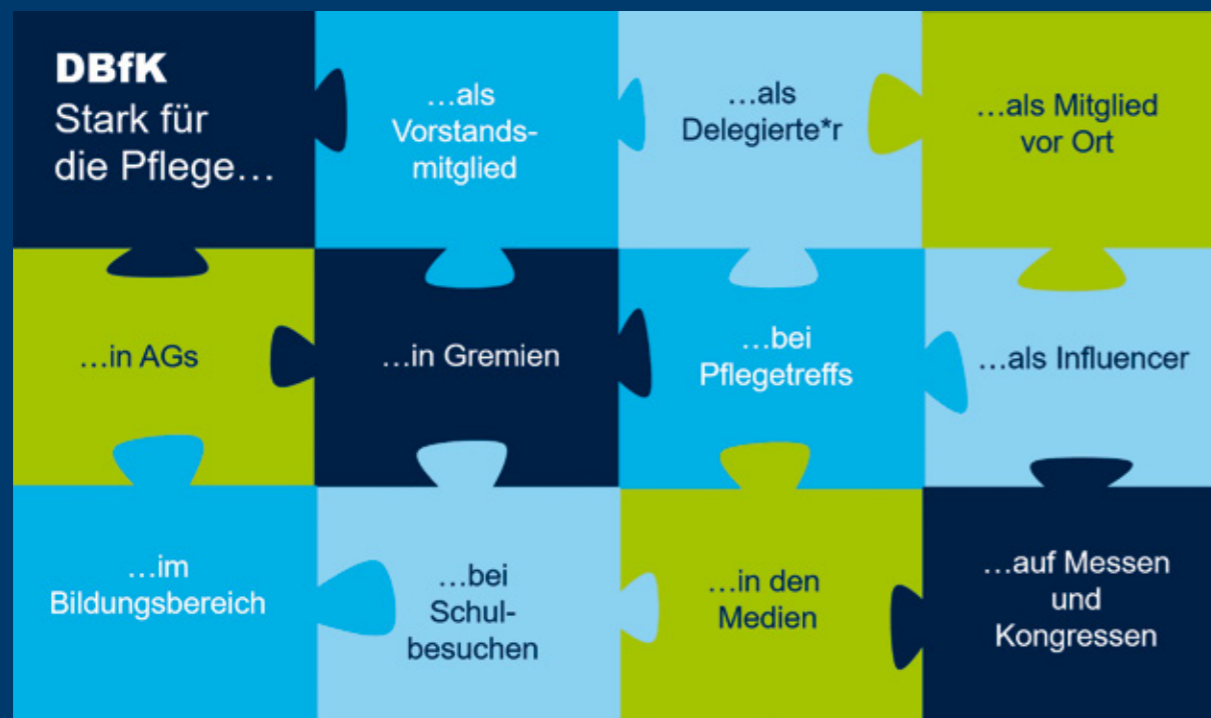 DBfK
Stark für
die Pflege…
…als
Vorstands-
mitglied
…als
Delegierte*r
…als Mitglied
vor Ort
…in AGs
…in Gremien
…bei
Pflegetreffs
…als Influencer
…im
Bildungsbereich
…bei
Schul-
besuchen
…in den
Medien
…auf Messen
und
Kongressen